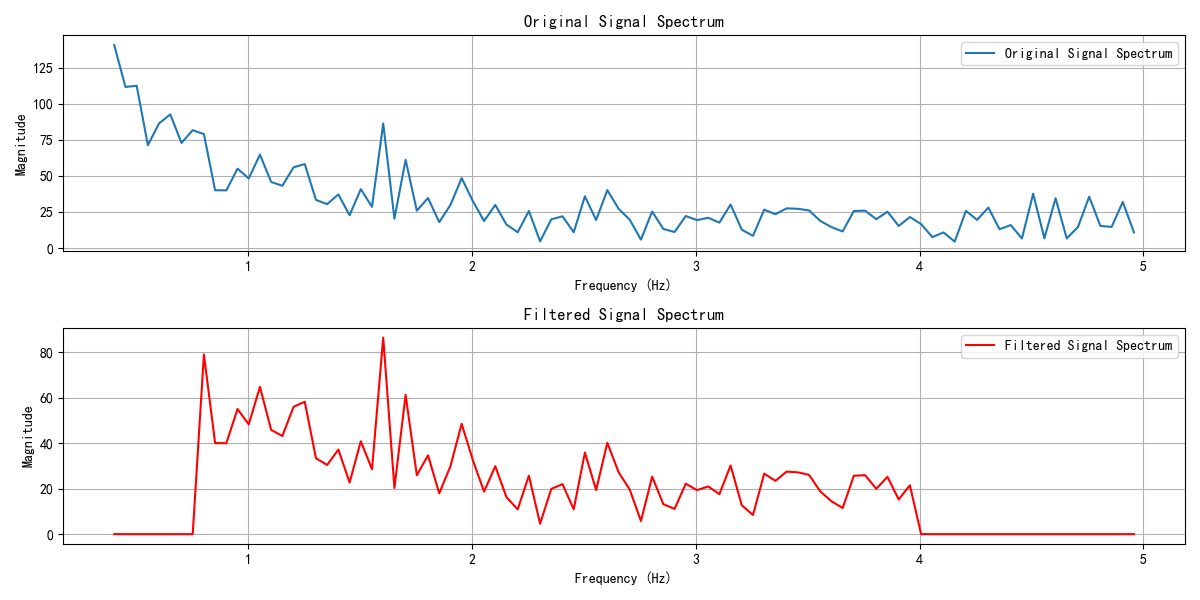 Original Signal Spectrum
Original Signal Spectrum
Magnitude
125
100
75
50
25
0
1 2 3 4 5
Frequency (Hz)
Filtered Signal Spectrum
Filtered Signal Spectrum
Magnitude
80
60
40
20
0
1 2 3 4 5
Frequency (Hz)